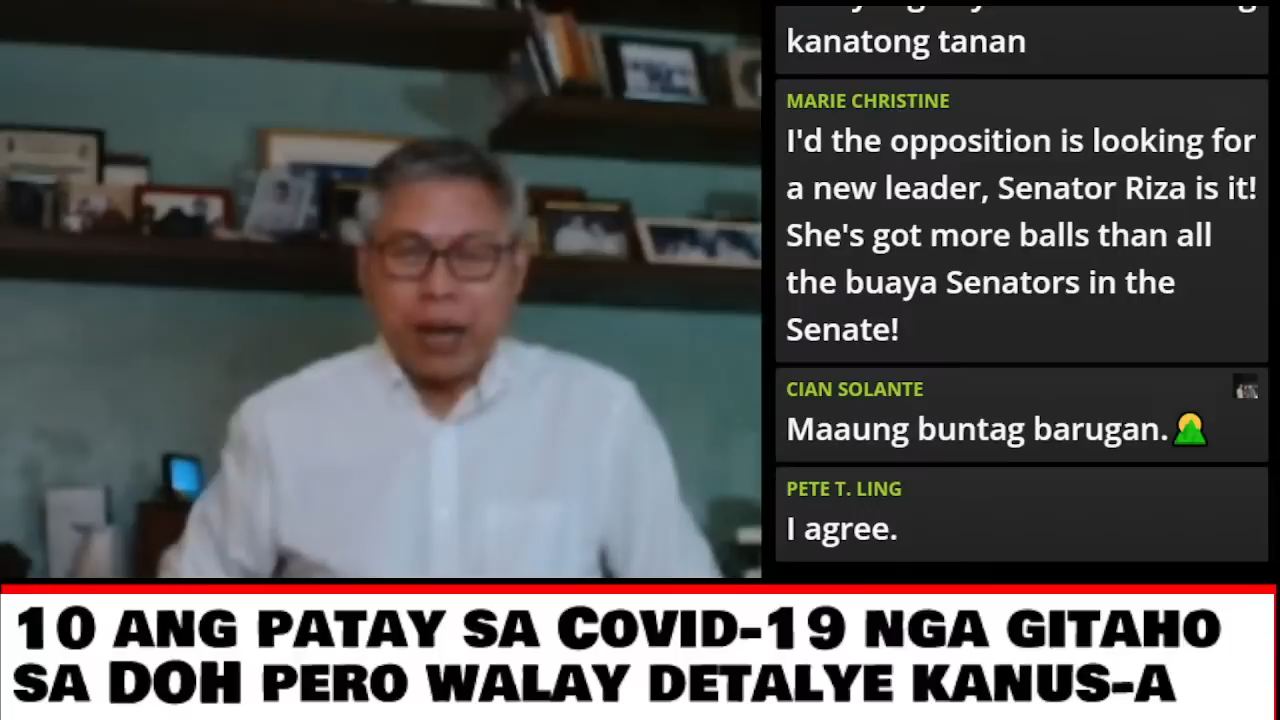 kanatong tanan
MARIE CHRISTINE
I'd the opposition is looking for
a new leader, Senator Riza is it!
She's got more balls than all
the buaya Senators in the
Senate!
CIAN SOLANTE
Maaung buntag barugan.
PETE T. LING
I agree.
10 ANG PATAY SA COVID-19 NGA GITAHO
SA DOH PERO WALAY DETALYE KANUS-A